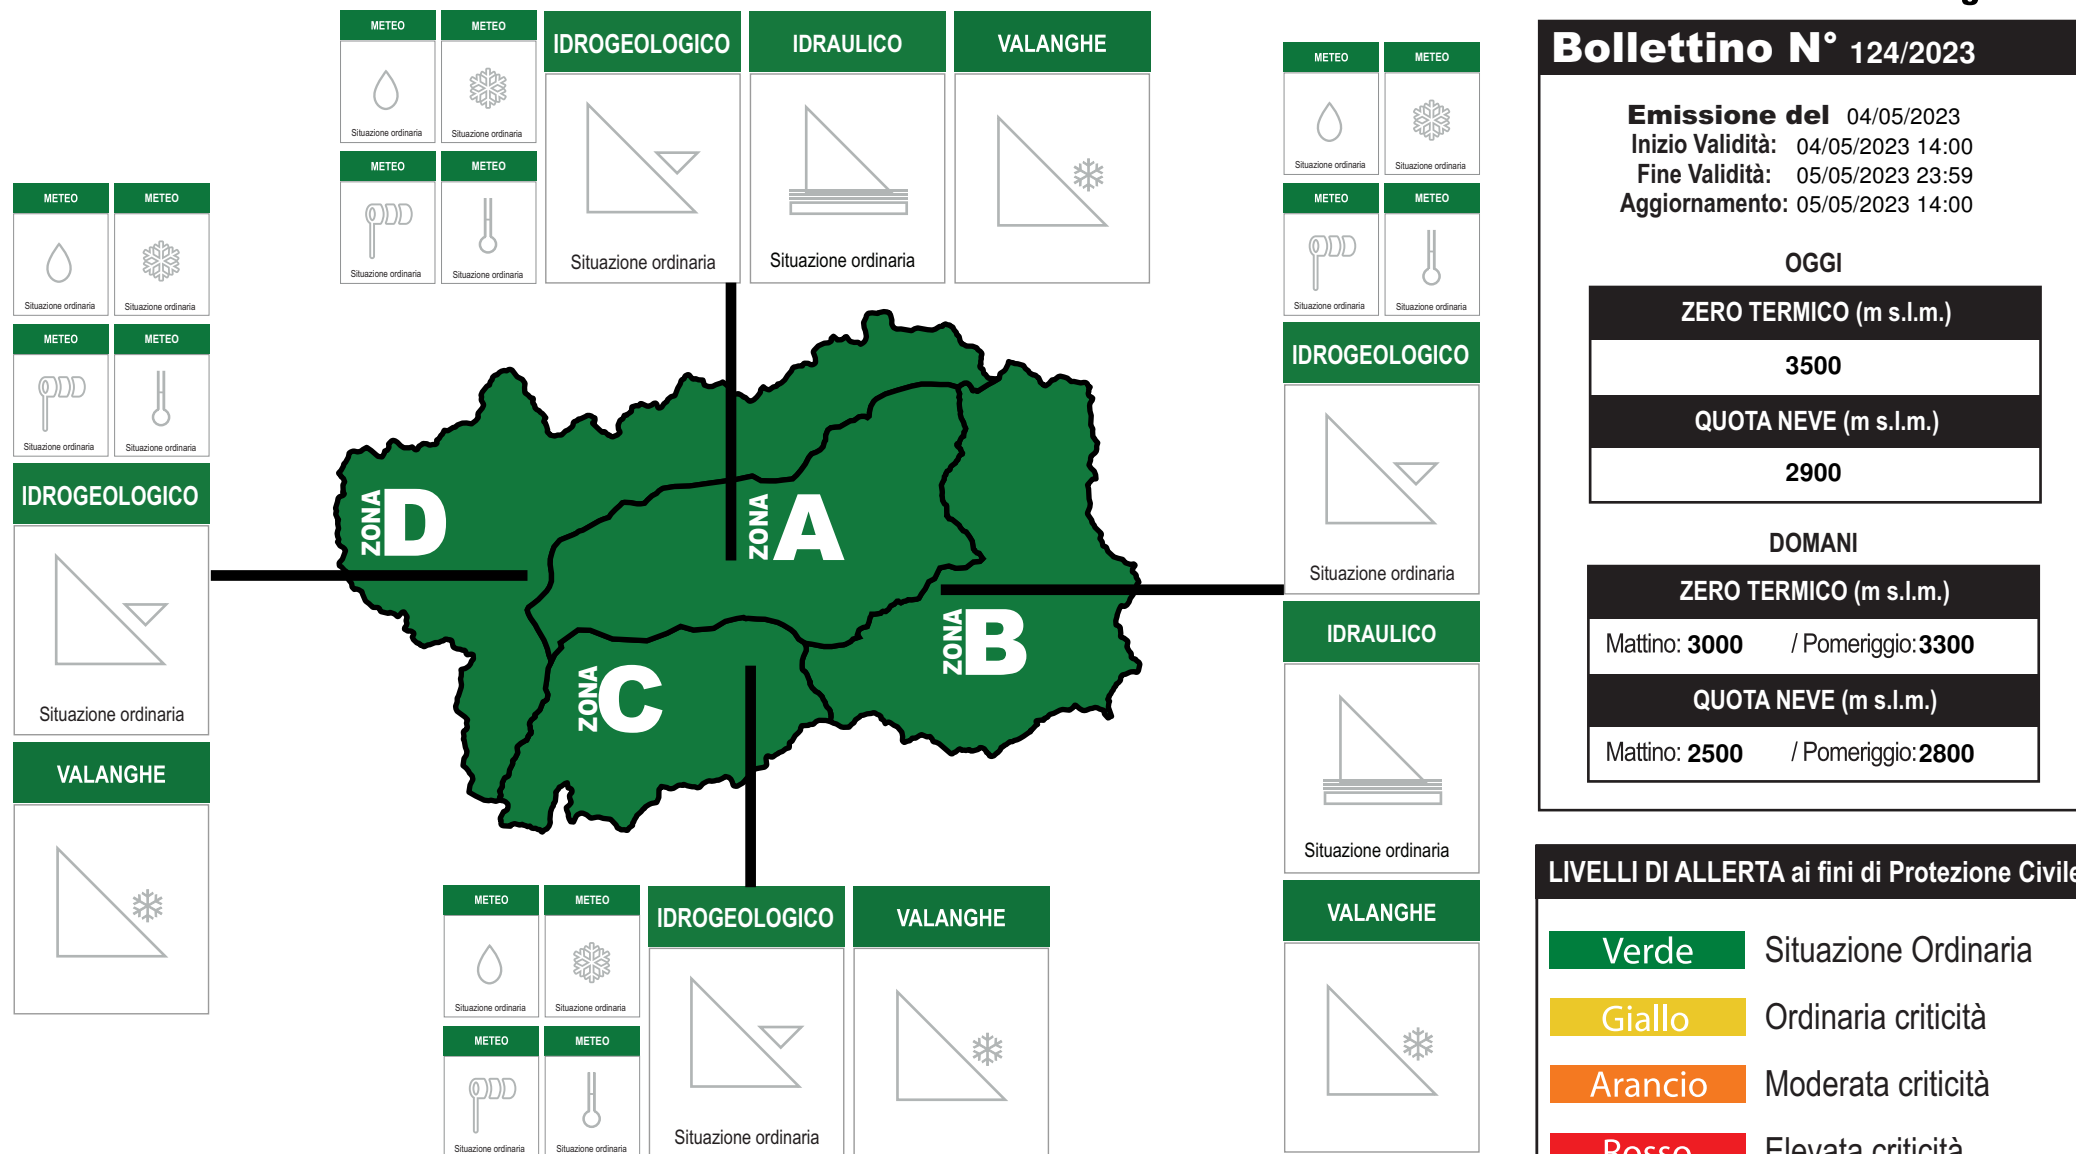 METEO
METEO
IDROGEOLOGICO
IDRAULICO
VALANGHE
Situazione ordinaria
Situazione ordinaria
METEO
METEO
Situazione ordinaria
Situazione ordinaria
Situazione ordinaria
Situazione ordinaria
METEO
METEO
Situazione ordinaria
Situazione ordinaria
METEO
METEO
Situazione ordinaria
Situazione ordinaria
IDROGEOLOGICO
Situazione ordinaria
VALANGHE
ZONA D
ZONA A
ZONA B
ZONA C
METEO
METEO
Situazione ordinaria
Situazione ordinaria
METEO
METEO
Situazione ordinaria
Situazione ordinaria
IDROGEOLOGICO
Situazione ordinaria
IDRAULICO
Situazione ordinaria
VALANGHE
METEO
METEO
IDROGEOLOGICO
VALANGHE
Situazione ordinaria
Situazione ordinaria
METEO
METEO
Situazione ordinaria
Situazione ordinaria
Situazione ordinaria
Bollettino N° 124/2023
Emissione del 04/05/2023
Inizio Validità: 04/05/2023 14:00
Fine Validità: 05/05/2023 23:59
Aggiornamento: 05/05/2023 14:00
OGGI
ZERO TERMICO (m s.l.m.)
3500
QUOTA NEVE (m s.l.m.)
2900
DOMANI
ZERO TERMICO (m s.l.m.)
Mattino: 3000 / Pomeriggio: 3300
QUOTA NEVE (m s.l.m.)
Mattino: 2500 / Pomeriggio: 2800
LIVELLI DI ALLERTA ai fini di Protezione Civile
Verde Situazione Ordinaria
Giallo Ordinaria criticità
Arancio Moderata criticità
Rosso Elevata criticità